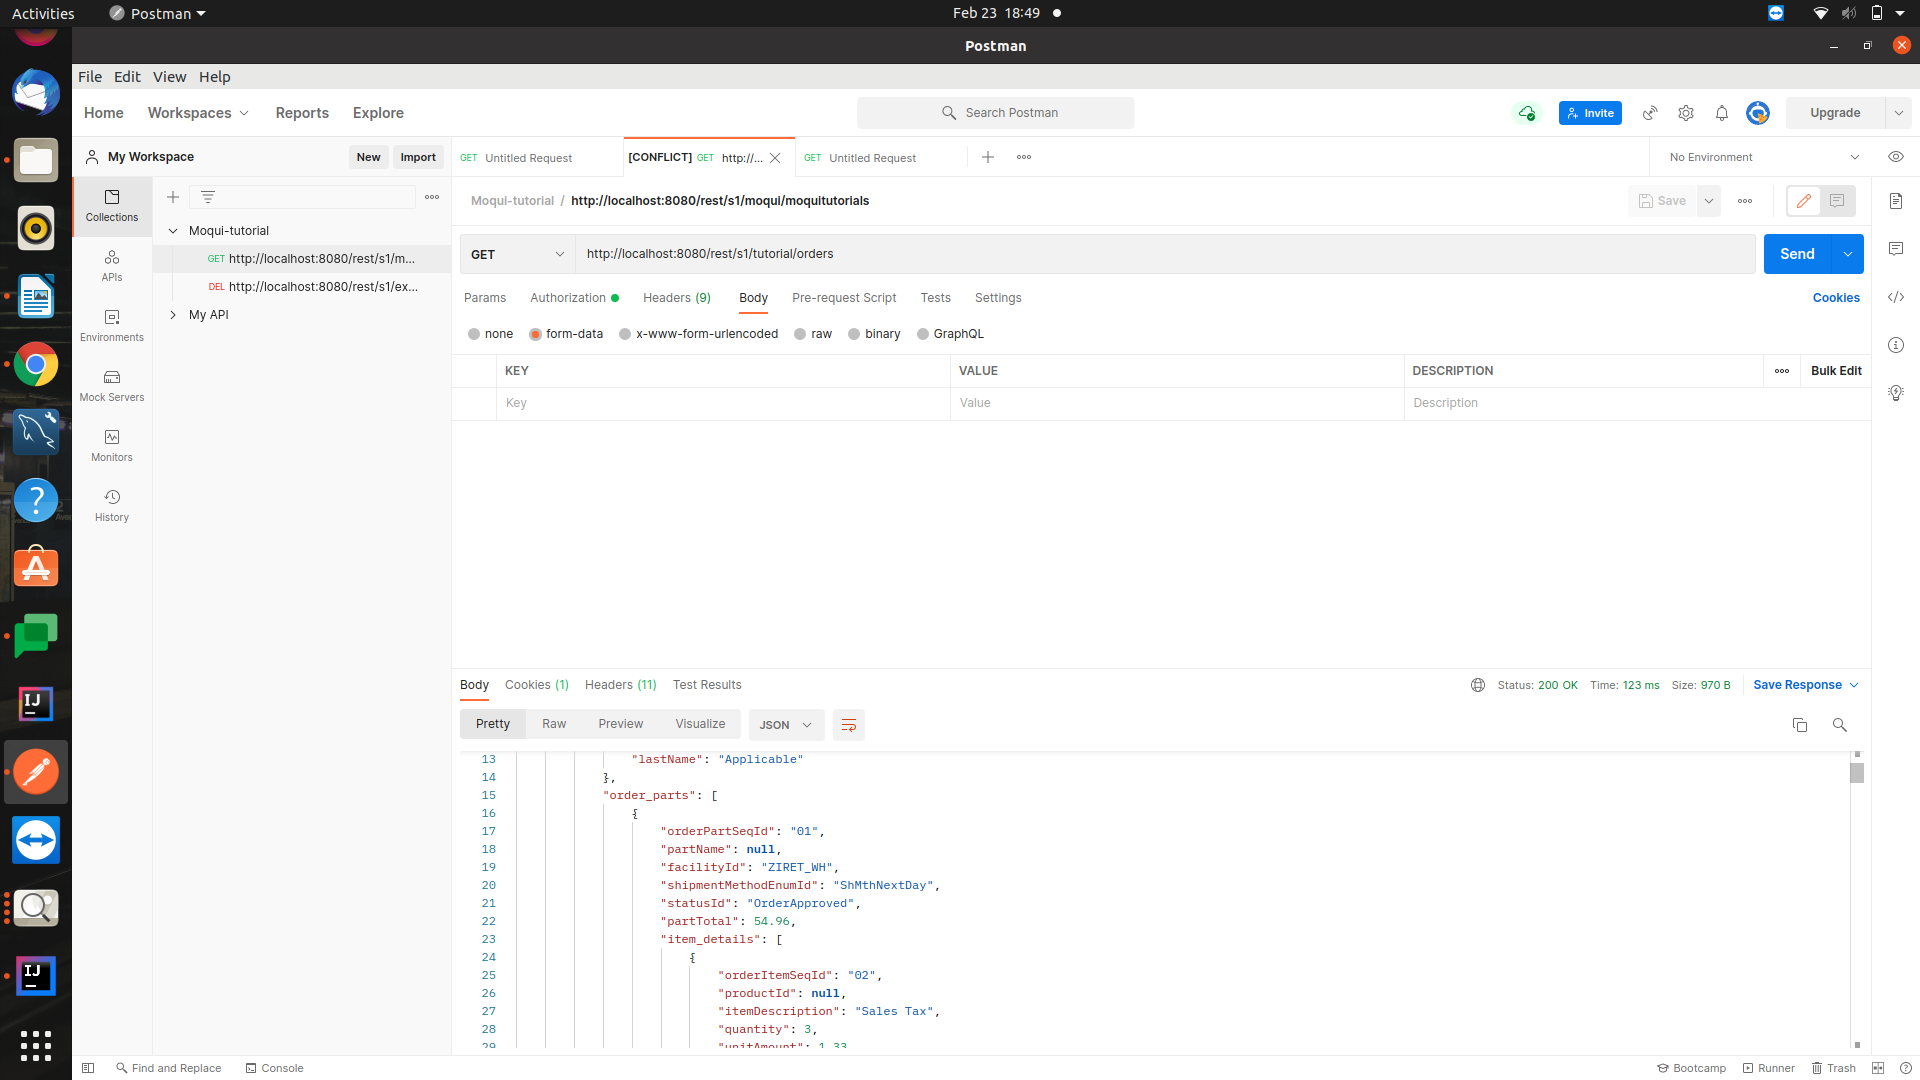 Activities
Postman
Feb 23 18:49
Postman
File Edit View Help
Home Workspaces Reports Explore
Search Postman
Invite
Upgrade
My Workspace
New Import
GET Untitled Request
[CONFLICT] GET http://...
GET Untitled Request
No Environment
Collections
APIs
Environments
Mock Servers
Monitors
History
Moqui-tutorial
GET http://localhost:8080/rest/s1/m...
DEL http://localhost:8080/rest/s1/ex...
My API
Moqui-tutorial / http://localhost:8080/rest/s1/moqui/moquitutorials
Save
GET http://localhost:8080/rest/s1/tutorial/orders
Send
Params Authorization Headers (9) Body Pre-request Script Tests Settings
Cookies
none form-data x-www-form-urlencoded raw binary GraphQL
KEY VALUE DESCRIPTION
Bulk Edit
Key Value Description
Body Cookies (1) Headers (11) Test Results
Status: 200 OK Time: 123 ms Size: 970 B
Save Response
Pretty Raw Preview Visualize JSON
13 "lastName": "Applicable"
14 },
15 "order_parts": [
16 {
17 "orderPartSeqId": "01",
18 "partName": null,
19 "facilityId": "ZIRET_WH",
20 "shipmentMethodEnumId": "ShMthNextDay",
21 "statusId": "OrderApproved",
22 "partTotal": 54.96,
23 "item_details": [
24 {
25 "orderItemSeqId": "02",
26 "productId": null,
27 "itemDescription": "Sales Tax",
28 "quantity": 3,
29 "unitAmount": 1.33
Find and Replace Console
Bootcamp Runner Trash